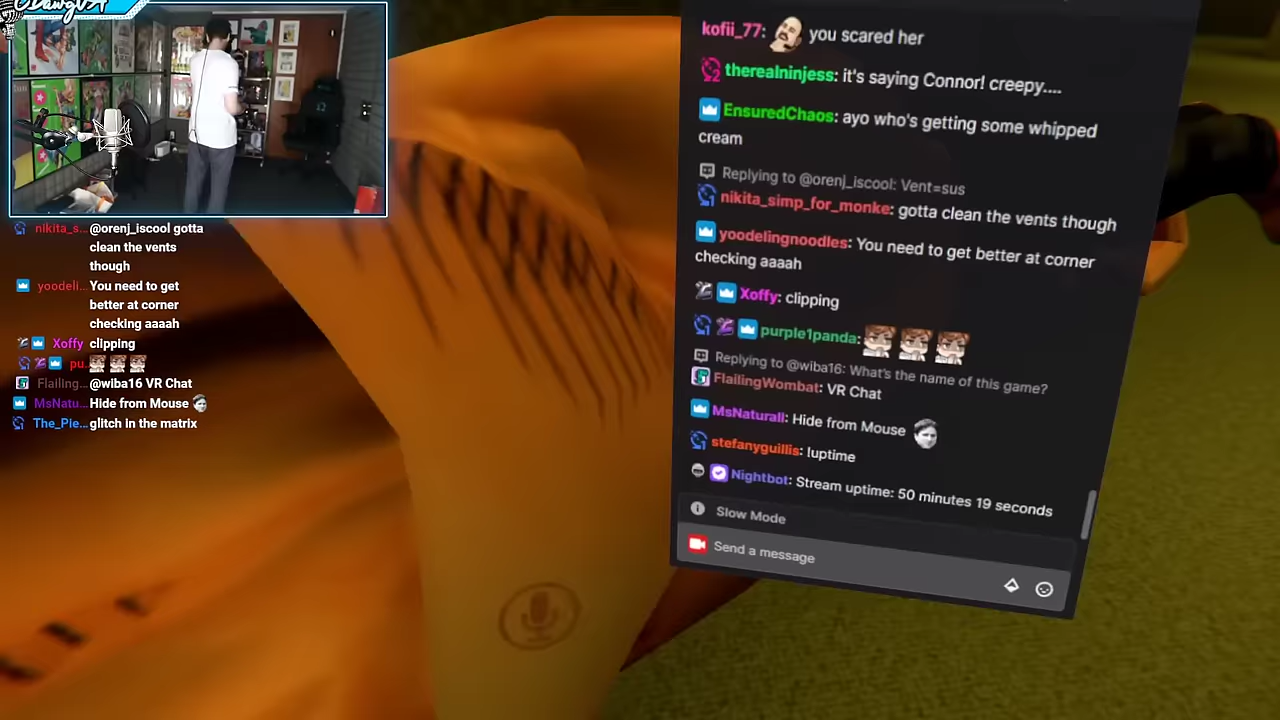 CDawgVA
nikita_s... @orenj_iscool gotta
clean the vents
though
yoodeli... You need to get
better at corner
checking aaaah
Xoffy clipping
pu...
Flailing... @wiba16 VR Chat
MsNatu... Hide from Mouse
The_Pie... glitch in the matrix
kofii_77: you scared her
therealninjess: it's saying Connor! creepy....
EnsuredChaos: ayo who's getting some whipped
cream
Replying to @orenj_iscool: Vent=sus
nikita_simp_for_monke: gotta clean the vents though
yoodelingnoodles: You need to get better at corner
checking aaaah
Xoffy: clipping
purple1panda:
Replying to @wiba16: What's the name of this game?
FlailingWombat: VR Chat
MsNaturall: Hide from Mouse
stefanyguillis: !uptime
Nightbot: Stream uptime: 50 minutes 19 seconds
Slow Mode
Send a message